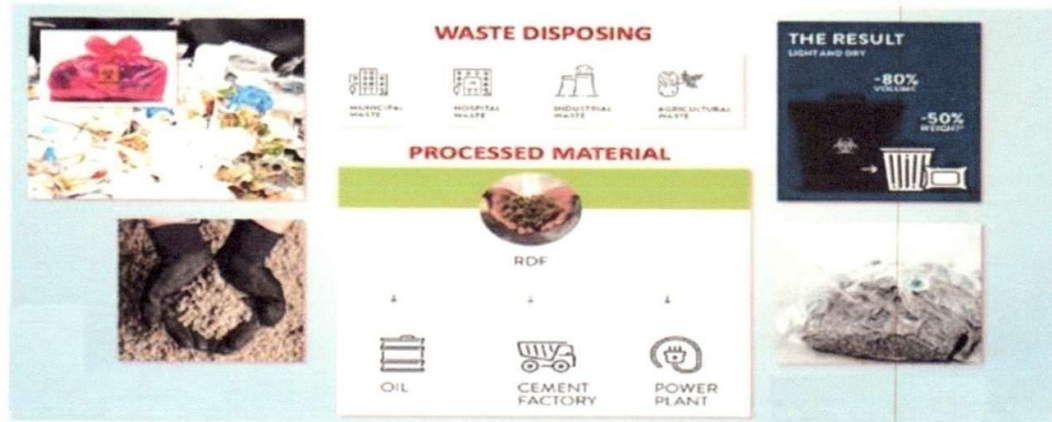 WASTE DISPOSING
MUNICIPAL
WASTE
HOSPITAL
WASTE
INDUSTRIAL
WASTE
AGRICULTURAL
WASTE
PROCESSED MATERIAL
RDF
OIL
CEMENT
FACTORY
POWER
PLANT
THE RESULT
LIGHT AND DRY
-80%
VOLUME
-50%
WEIGHT*